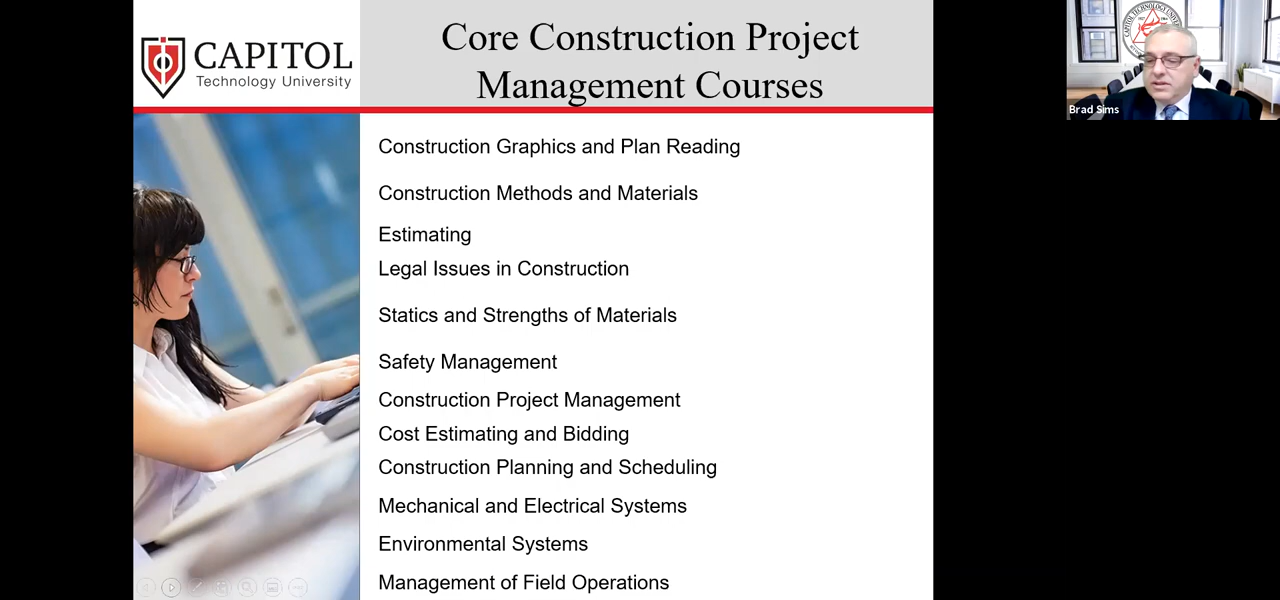 CAPITOL
Technology University
Core Construction Project
Management Courses
Brad Sims
Construction Graphics and Plan Reading
Construction Methods and Materials
Estimating
Legal Issues in Construction
Statics and Strengths of Materials
Safety Management
Construction Project Management
Cost Estimating and Bidding
Construction Planning and Scheduling
Mechanical and Electrical Systems
Environmental Systems
Management of Field Operations